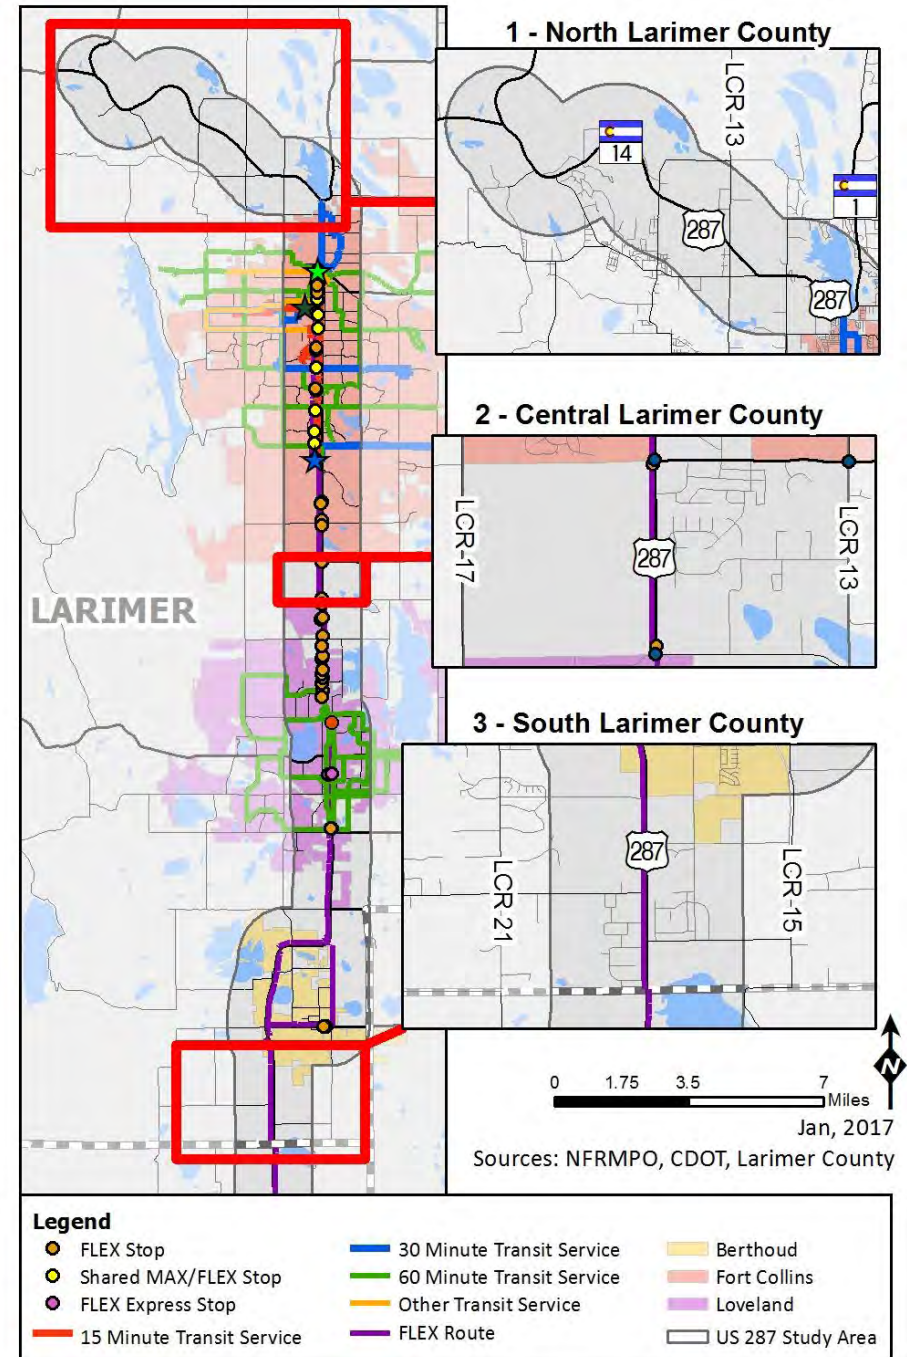 1 - North Larimer County
LCR-13
14
1
287
287
2 - Central Larimer County
LCR-17
287
LCR-13
LARIMER
3 - South Larimer County
287
LCR-21
LCR-15
0 1.75 3.5 7
Miles
N
Jan, 2017
Sources: NFRMPO, CDOT, Larimer County
Legend
FLEX Stop
Shared MAX/FLEX Stop
FLEX Express Stop
15 Minute Transit Service
30 Minute Transit Service
60 Minute Transit Service
Other Transit Service
FLEX Route
Berthoud
Fort Collins
Loveland
US 287 Study Area